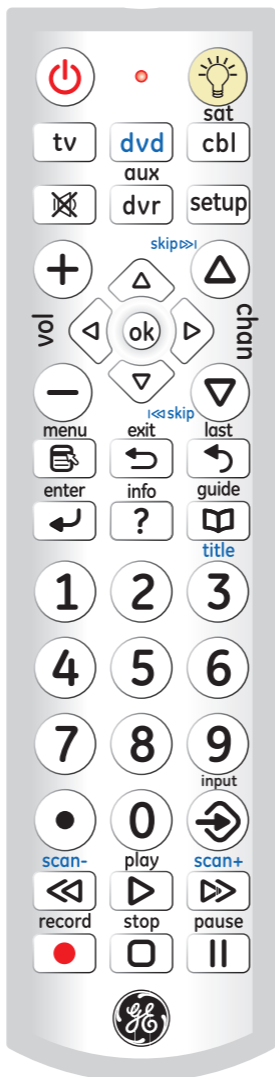 sat
tv dvd cbl
aux
dvr setup
skip
vol ok chan
skip
menu exit last
enter info guide
?
title
1 2 3
4 5 6
7 8 9
input
0
scan- play scan+
record stop pause
GE